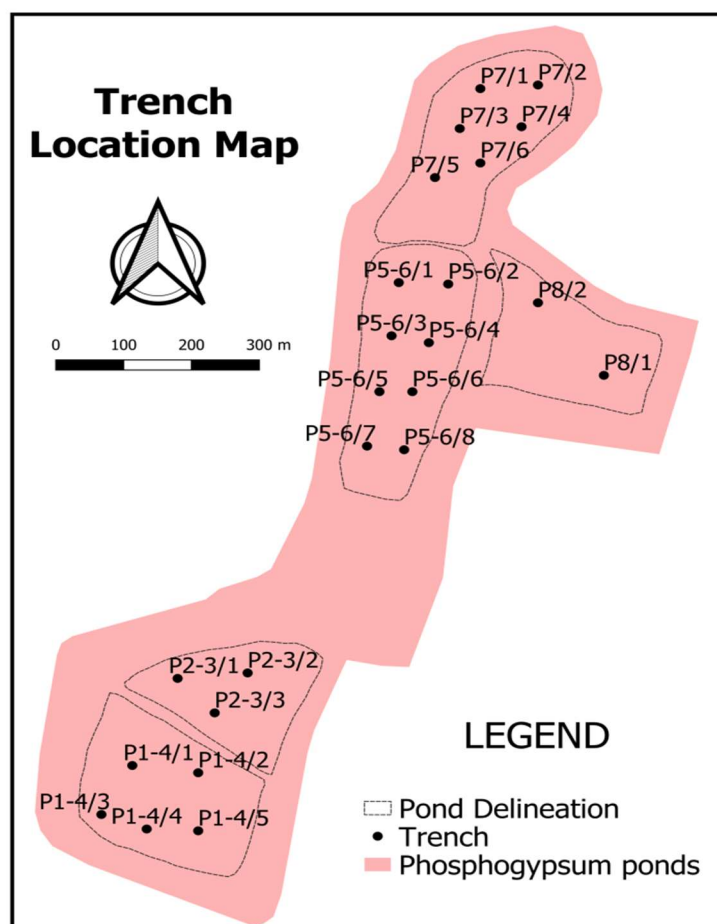 Trench
Location Map
0 100 200 300 m
P7/1
P7/2
P7/3
P7/4
P7/5
P7/6
P5-6/1
P5-6/2
P8/2
P5-6/3
P5-6/4
P8/1
P5-6/5
P5-6/6
P5-6/7
P5-6/8
P2-3/1
P2-3/2
P2-3/3
P1-4/1
P1-4/2
P1-4/3
P1-4/4
P1-4/5
LEGEND
Pond Delineation
Trench
Phosphogypsum ponds